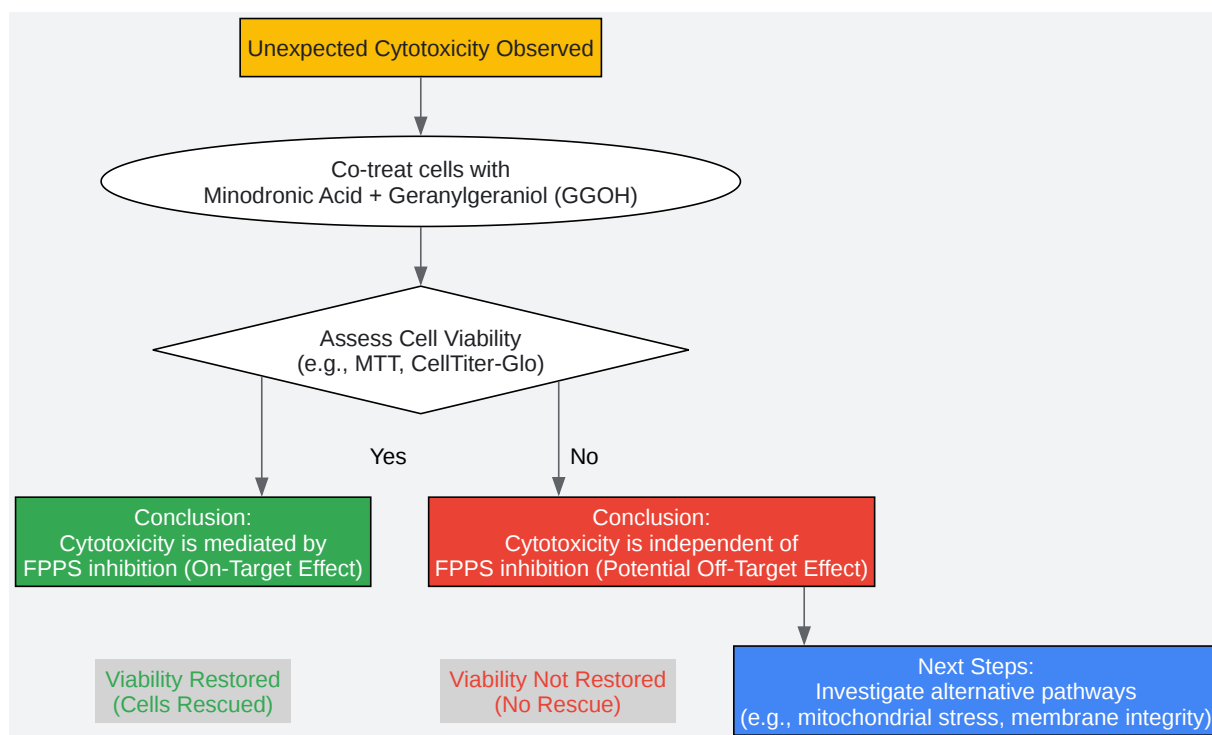 Unexpected Cytotoxicity Observed
Co-treat cells with
Minodronic Acid + Geranylgeraniol (GGOH)
Assess Cell Viability
(e.g., MTT, CellTiter-Glo)
Yes
No
Conclusion:
Cytotoxicity is mediated by
FPPS inhibition (On-Target Effect)
Conclusion:
Cytotoxicity is independent of
FPPS inhibition (Potential Off-Target Effect)
Viability Restored
(Cells Rescued)
Viability Not Restored
(No Rescue)
Next Steps:
Investigate alternative pathways
(e.g., mitochondrial stress, membrane integrity)